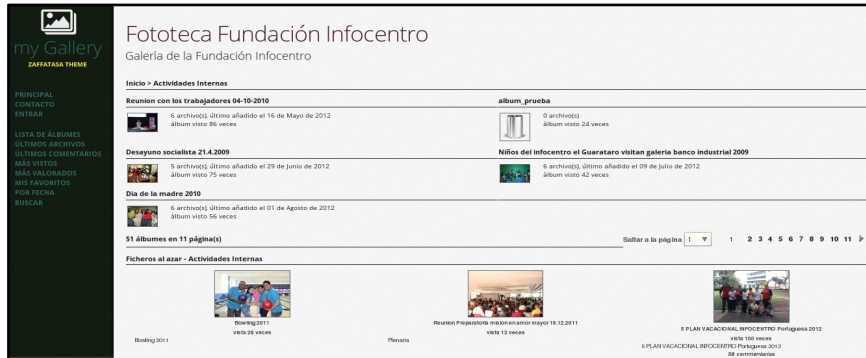 my Gallery
ZAFFATASA THEME
PRINCIPAL
CONTACTO
ENTRAR
LISTA DE ÁLBUMES
ÚLTIMOS ARCHIVOS
ÚLTIMOS COMENTARIOS
MÁS VISTOS
MÁS VALORADOS
MIS FAVORITOS
POR FECHA
BUSCAR
Fototeca Fundación Infocentro
Galería de la Fundación Infocentro
Inicio > Actividades Internas
Reunion con los trabajadores 04-10-2010
6 archivo(s), último añadido el 16 de Mayo de 2012
álbum visto 86 veces
album_prueba
0 archivo(s)
álbum visto 24 veces
Desayuno socialista 21.4.2009
5 archivo(s), último añadido el 29 de Junio de 2012
álbum visto 75 veces
Niños del infocentro el Guarataro visitan galeria banco industrial 2009
6 archivo(s), último añadido el 09 de Julio de 2012
álbum visto 42 veces
Dia de la madre 2010
6 archivo(s), último añadido el 01 de Agosto de 2012
álbum visto 56 veces
51 álbumes en 11 página(s)
Saltar a la página 1 1 2 3 4 5 6 7 8 9 10 11
Ficheros al azar - Actividades Internas
Bowling 2011
vista 28 veces
Bowling 2011
Reunion Preparatoria mision en amor mayor 19.12.2011
vista 13 veces
Plenaria
5 PLAN VACACIONAL INFOCENTRO Portuguesa 2012
vista 100 veces
5 PLAN VACACIONAL INFOCENTRO Portuguesa 2012
58 commentarios